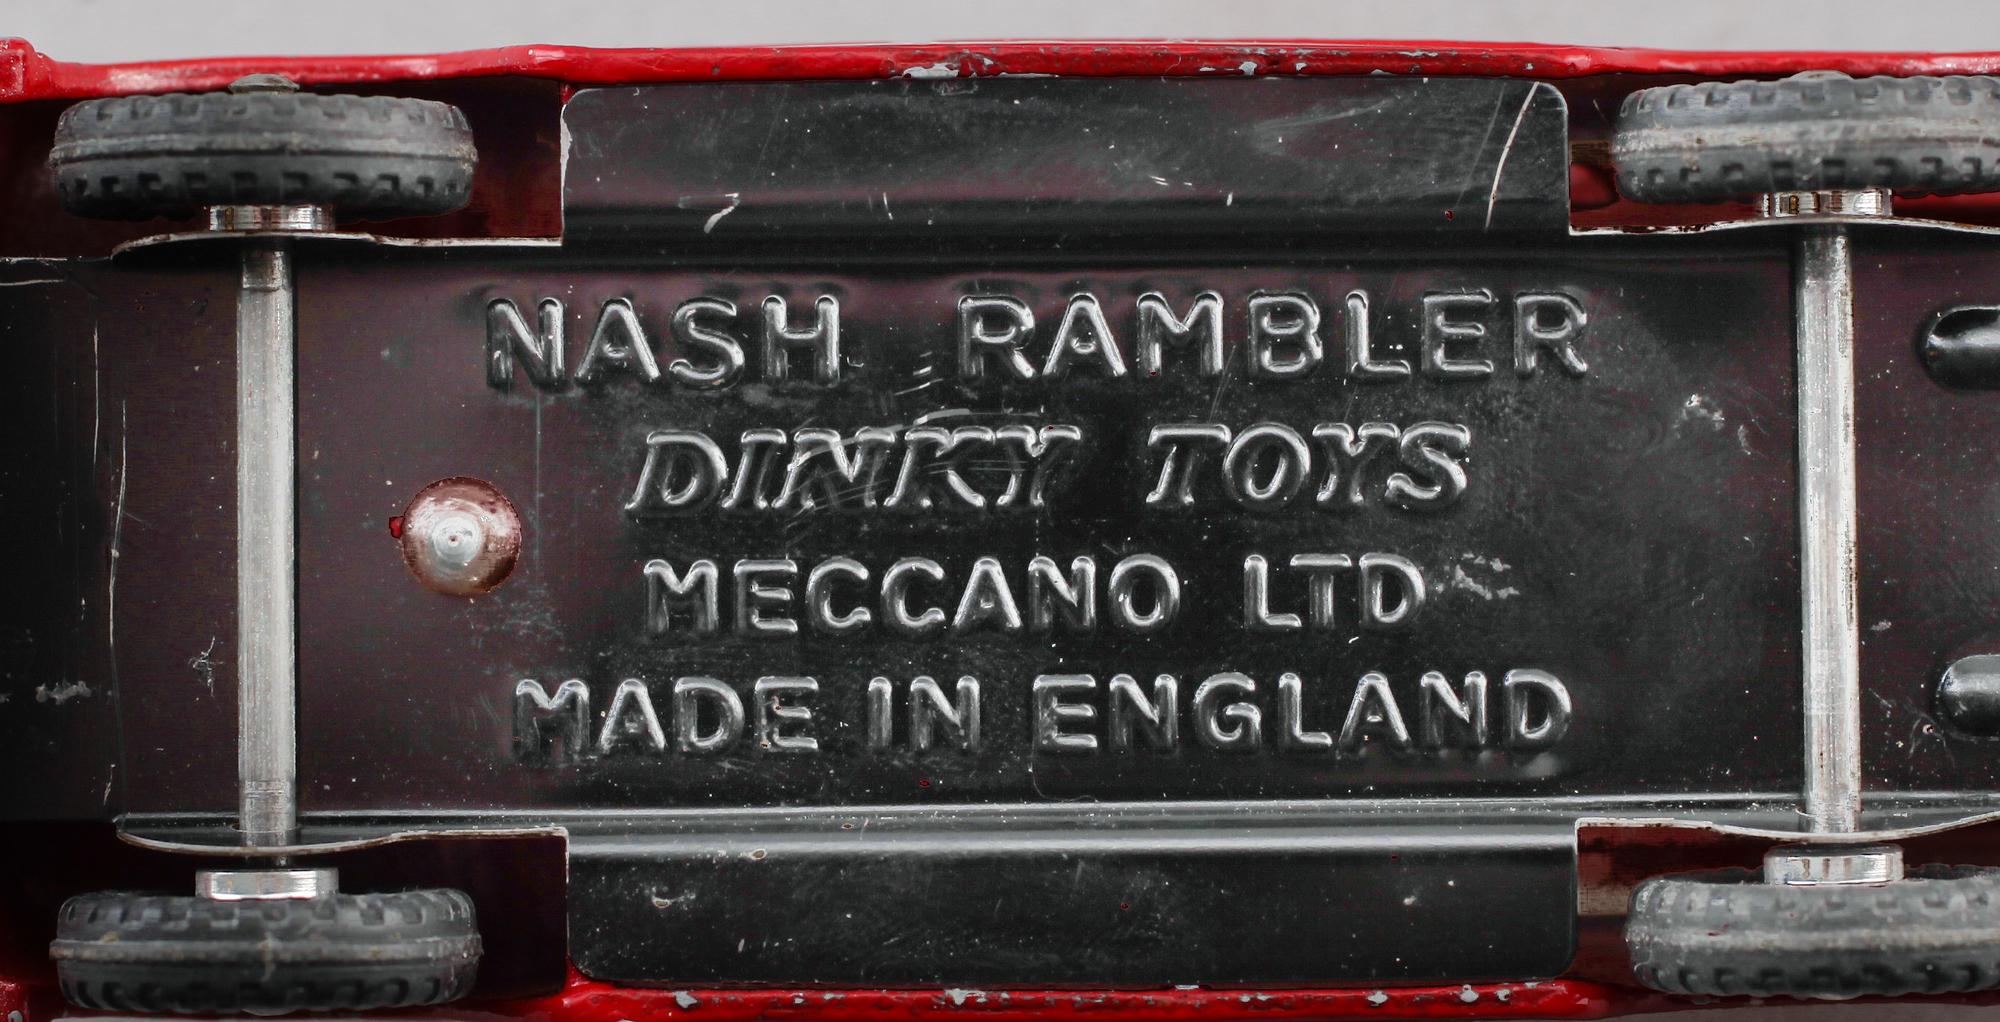 NASH RAMBLER
DINKY TOYS
MECCANO LTD
MADE IN ENGLAND